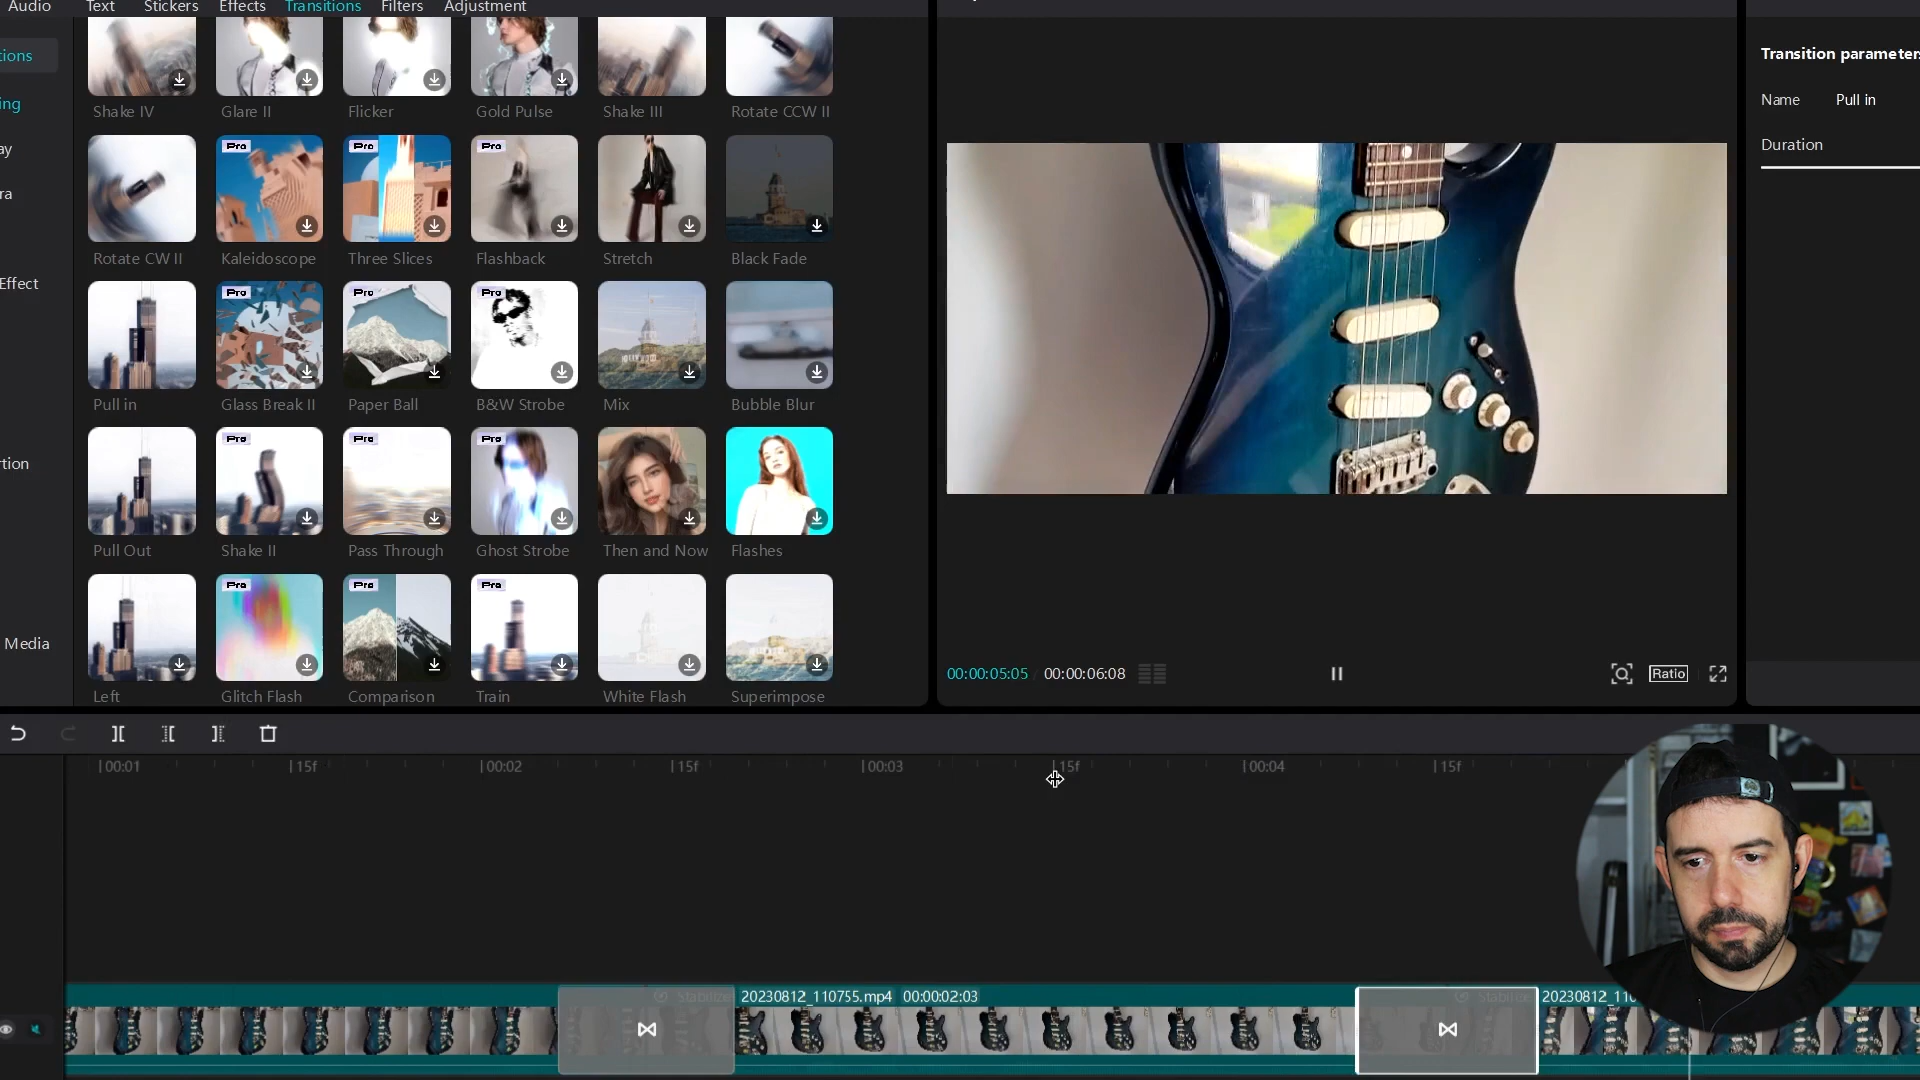 Audio Text Stickers Effects Transitions Filters Adjustment
tions
ing
ay
ra
Effect
rtion
Media
Shake IV Glare II Flicker Gold Pulse Shake III Rotate CCW II
Pro Pro Pro
Rotate CW II Kaleidoscope Three Slices Flashback Stretch Black Fade
Pro Pro Pro
HOLLYWOOD
Pull in Glass Break II Paper Ball B&W Strobe Mix Bubble Blur
Pro Pro Pro
Pull Out Shake II Pass Through Ghost Strobe Then and Now Flashes
Pro Pro Pro
Left Glitch Flash Comparison Train White Flash Superimpose
00:00:05:05 00:00:06:08
Ratio
Transition parameters
Name Pull in
Duration
00:01 15f 00:02 15f 00:03 15f 00:04 15f
Stabilize 20230812_110755.mp4 00:00:02:03 Stabilize 20230812_110